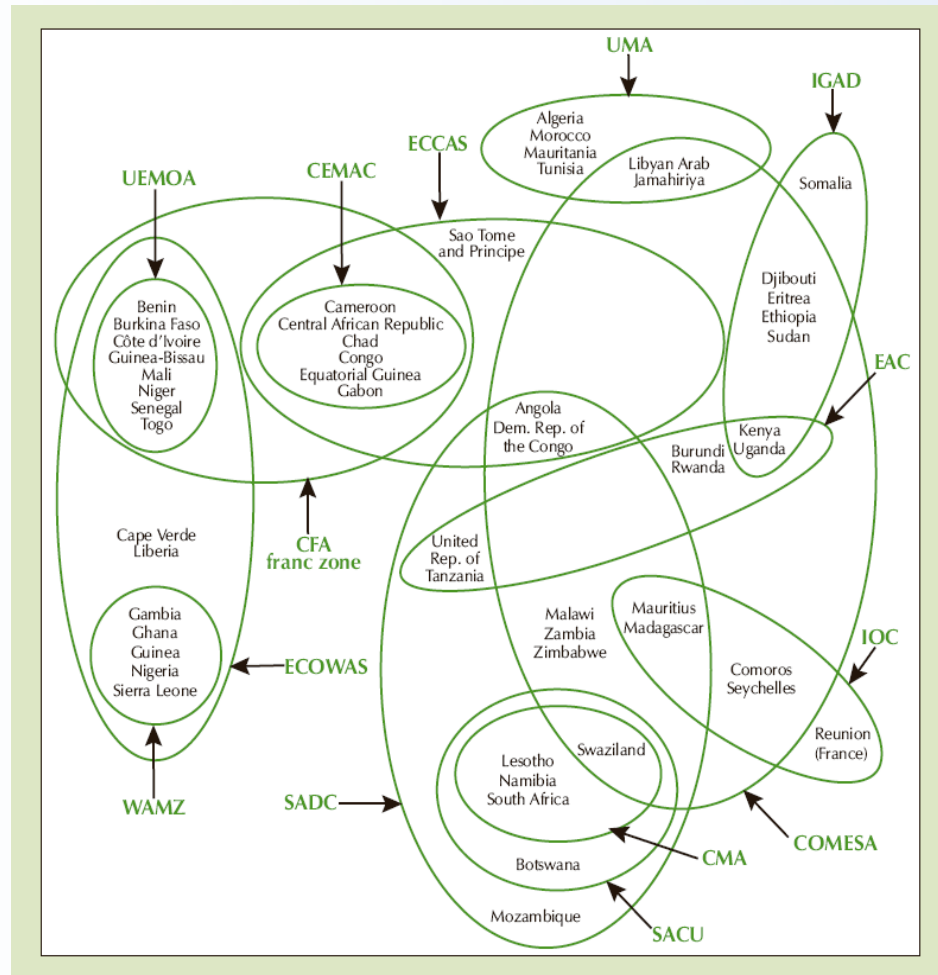 UMA
IGAD
Algeria
Morocco
Mauritania
Tunisia
Libyan Arab
Jamahiriya
Somalia
ECCAS
CEMAC
UEMOA
Sao Tome
and Principe
Djibouti
Eritrea
Ethiopia
Sudan
Benin
Burkina Faso
Côte d'Ivoire
Guinea-Bissau
Mali
Niger
Senegal
Togo
Cameroon
Central African Republic
Chad
Congo
Equatorial Guinea
Gabon
EAC
Angola
Dem. Rep. of
the Congo
Kenya
Uganda
Burundi
Rwanda
Cape Verde
Liberia
CFA
franc zone
United
Rep. of
Tanzania
Gambia
Ghana
Guinea
Nigeria
Sierra Leone
ECOWAS
Malawi
Zambia
Zimbabwe
Mauritius
Madagascar
IOC
Comoros
Seychelles
Reunion
(France)
Swaziland
Lesotho
Namibia
South Africa
WAMZ
SADC
COMESA
CMA
Botswana
Mozambique
SACU